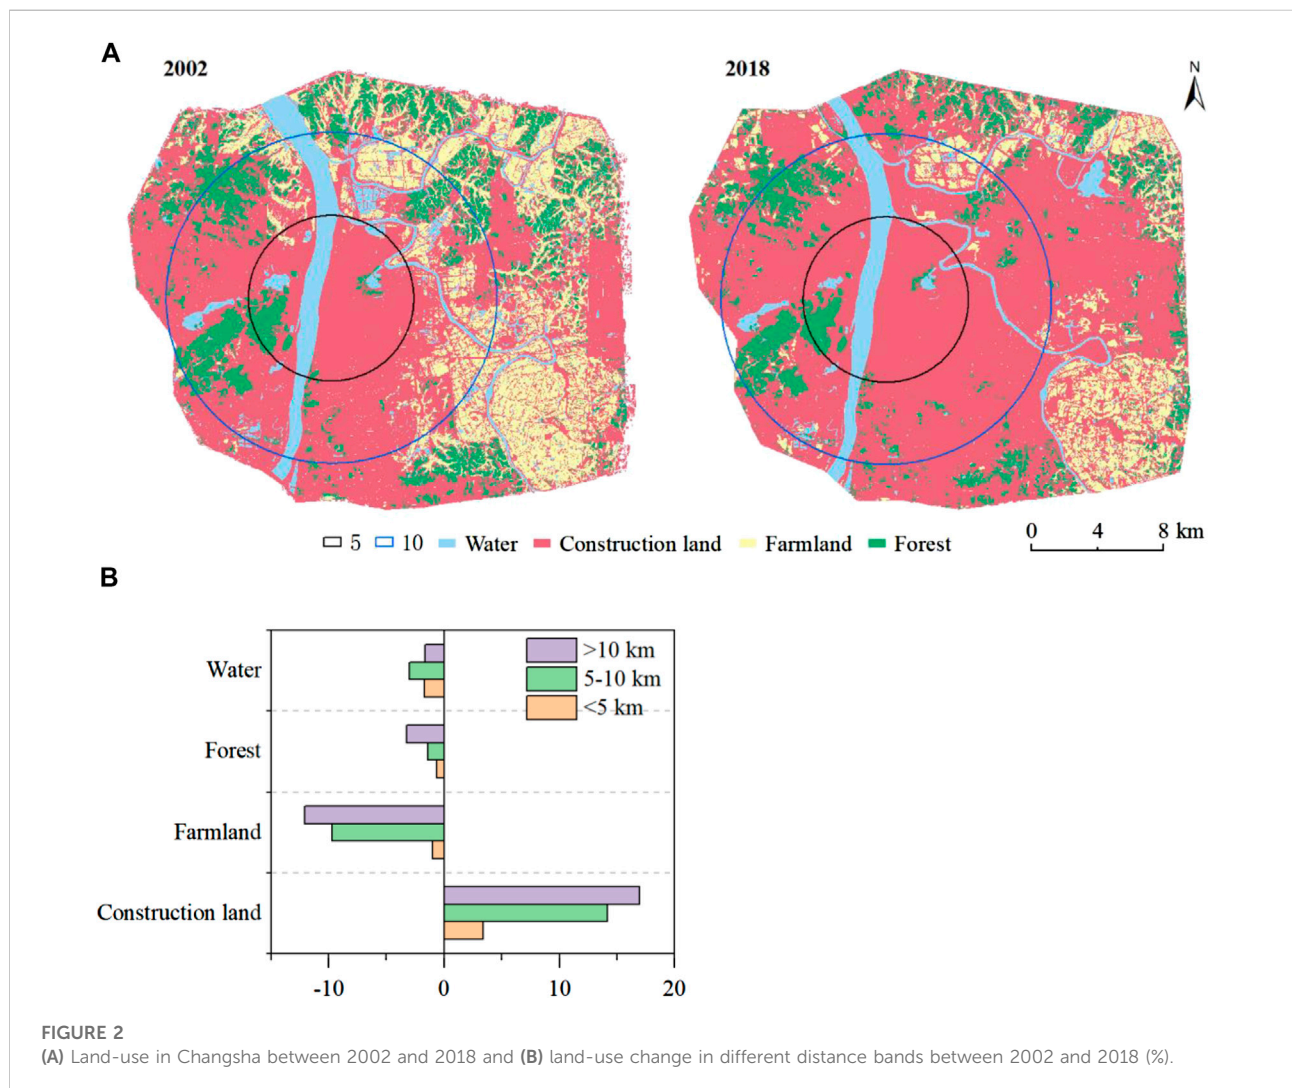 A
2002
2018
N
5 10 Water Construction land Farmland Forest
0 4 8 km
B
>10 km
5-10 km
<5 km
Water
Forest
Farmland
Construction land
-10 0 10 20
FIGURE 2
(A) Land-use in Changsha between 2002 and 2018 and (B) land-use change in different distance bands between 2002 and 2018 (%).